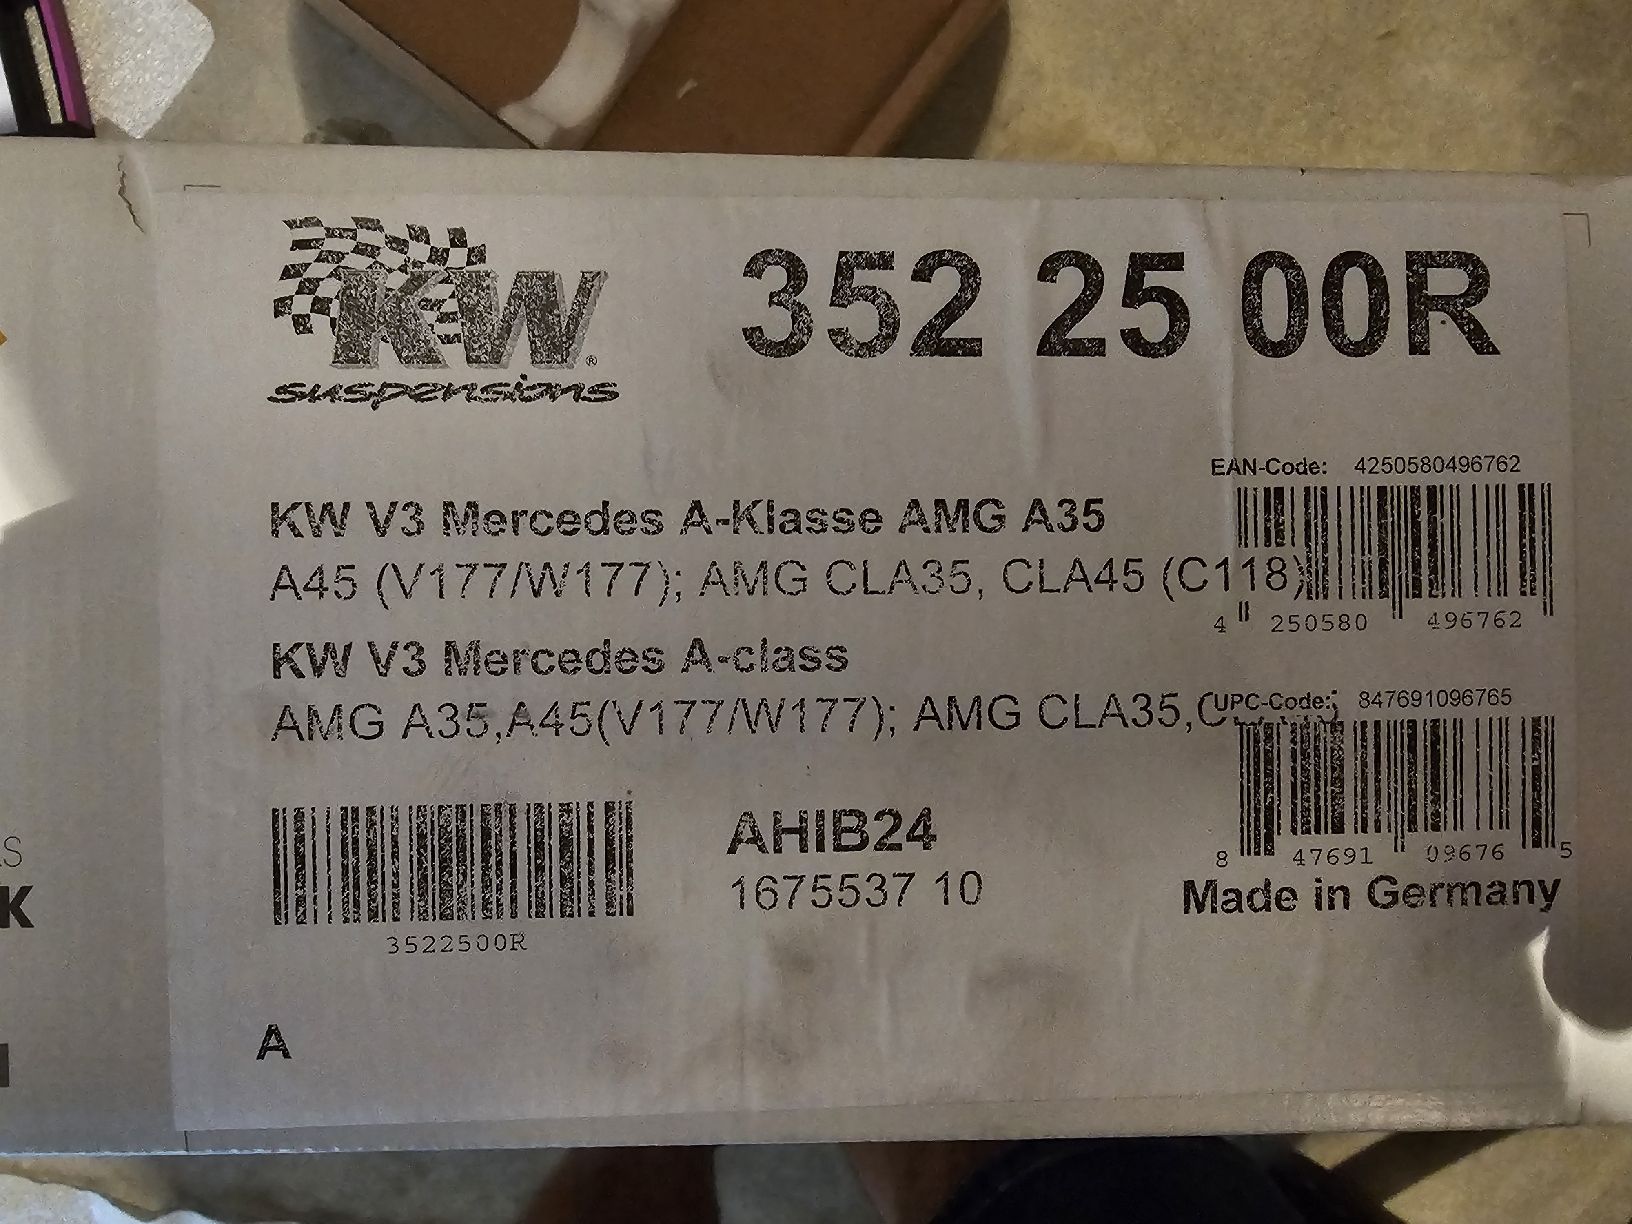 KW®
suspensions
352 25 00R
EAN-Code: 4250580496762
KW V3 Mercedes A-Klasse AMG A35
A45 (V177/W177); AMG CLA35, CLA45 (C118)
4 250580 496762
KW V3 Mercedes A-class
AMG A35,A45(V177/W177); AMG CLA35,C
UPC-Code: 847691096765
8 47691 09676 5
AHIB24
1675537 10
Made in Germany
3522500R
A
K